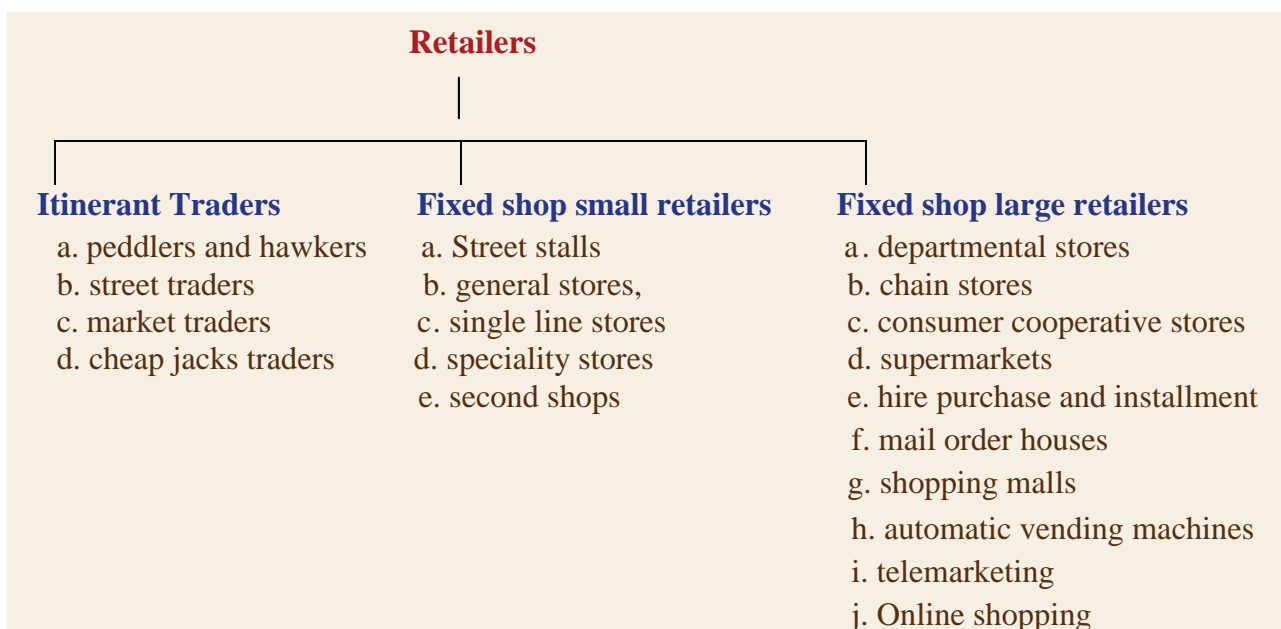 Retailers
Itinerant Traders
a. peddlers and hawkers
b. street traders
c. market traders
d. cheap jacks traders
Fixed shop small retailers
a. Street stalls
b. general stores,
c. single line stores
d. speciality stores
e. second shops
Fixed shop large retailers
a. departmental stores
b. chain stores
c. consumer cooperative stores
d. supermarkets
e. hire purchase and installment
f. mail order houses
g. shopping malls
h. automatic vending machines
i. telemarketing
j. Online shopping